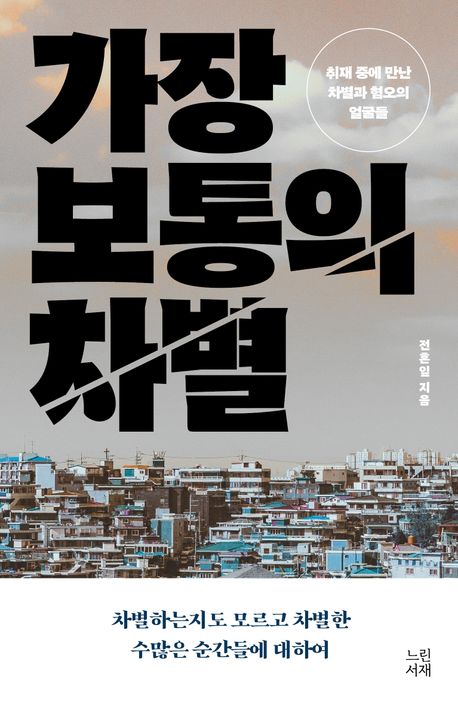 가장
보통의
차별
취재 중에 만난
차별과 혐오의
얼굴들
전혼잎 지음
차별하는지도 모르고 차별한
수많은 순간들에 대하여
느린
서재